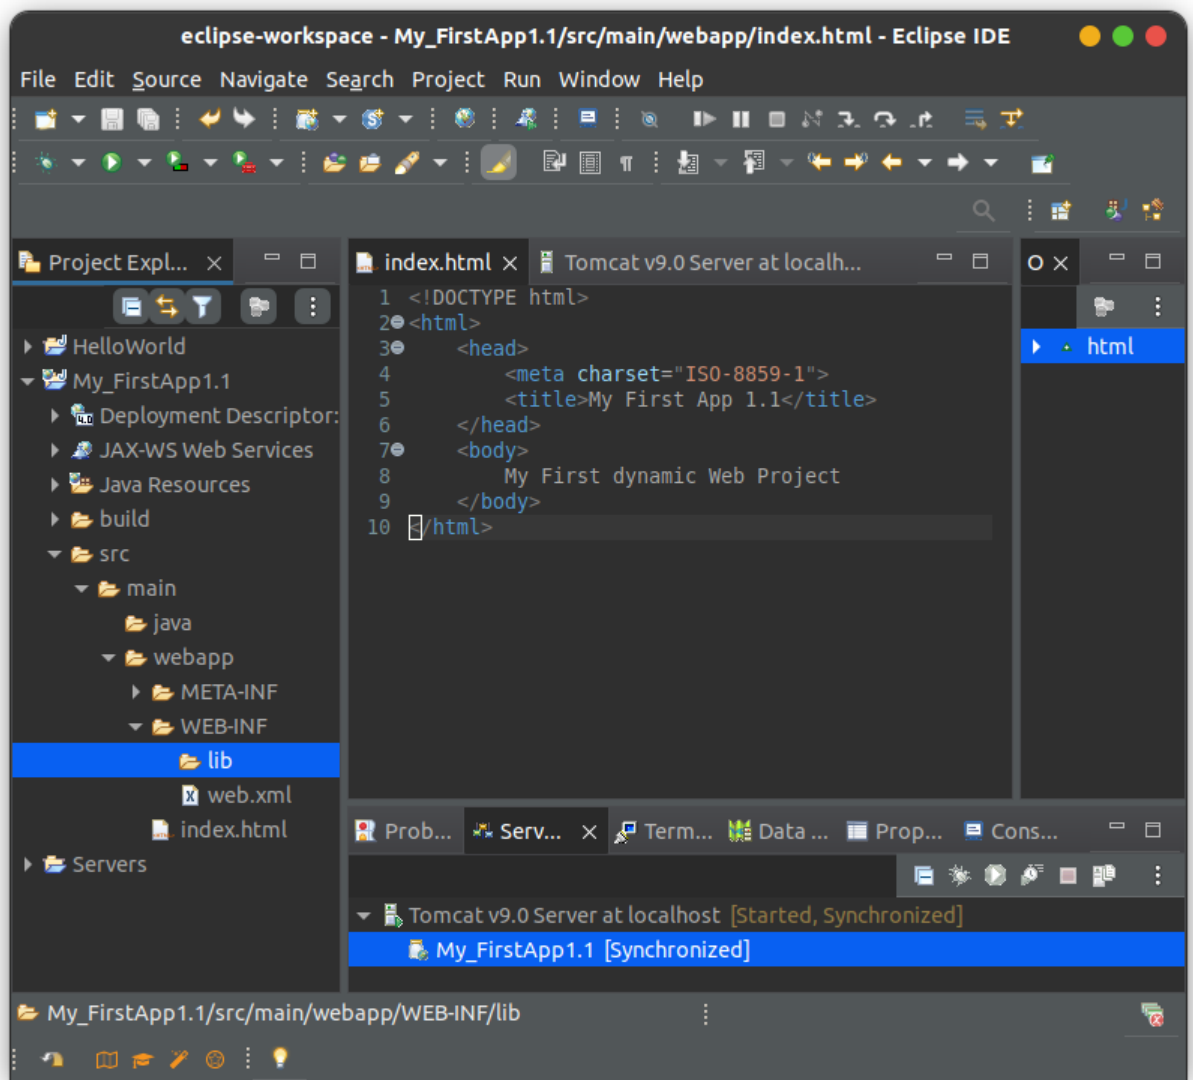 eclipse-workspace - My_FirstApp1.1/src/main/webapp/index.html - Eclipse IDE
File Edit Source Navigate Search Project Run Window Help
Project Expl...
index.html
Tomcat v9.0 Server at localh...
O
HelloWorld
My_FirstApp1.1
Deployment Descriptor:
JAX-WS Web Services
Java Resources
build
src
main
java
webapp
META-INF
WEB-INF
lib
web.xml
index.html
Servers
1 <!DOCTYPE html>
2 <html>
3     <head>
4         <meta charset="ISO-8859-1">
5         <title>My First App 1.1</title>
6     </head>
7     <body>
8         My First dynamic Web Project
9     </body>
10 </html>
html
Prob... Serv... Term... Data ... Prop... Cons...
Tomcat v9.0 Server at localhost [Started, Synchronized]
My_FirstApp1.1 [Synchronized]
My_FirstApp1.1/src/main/webapp/WEB-INF/lib